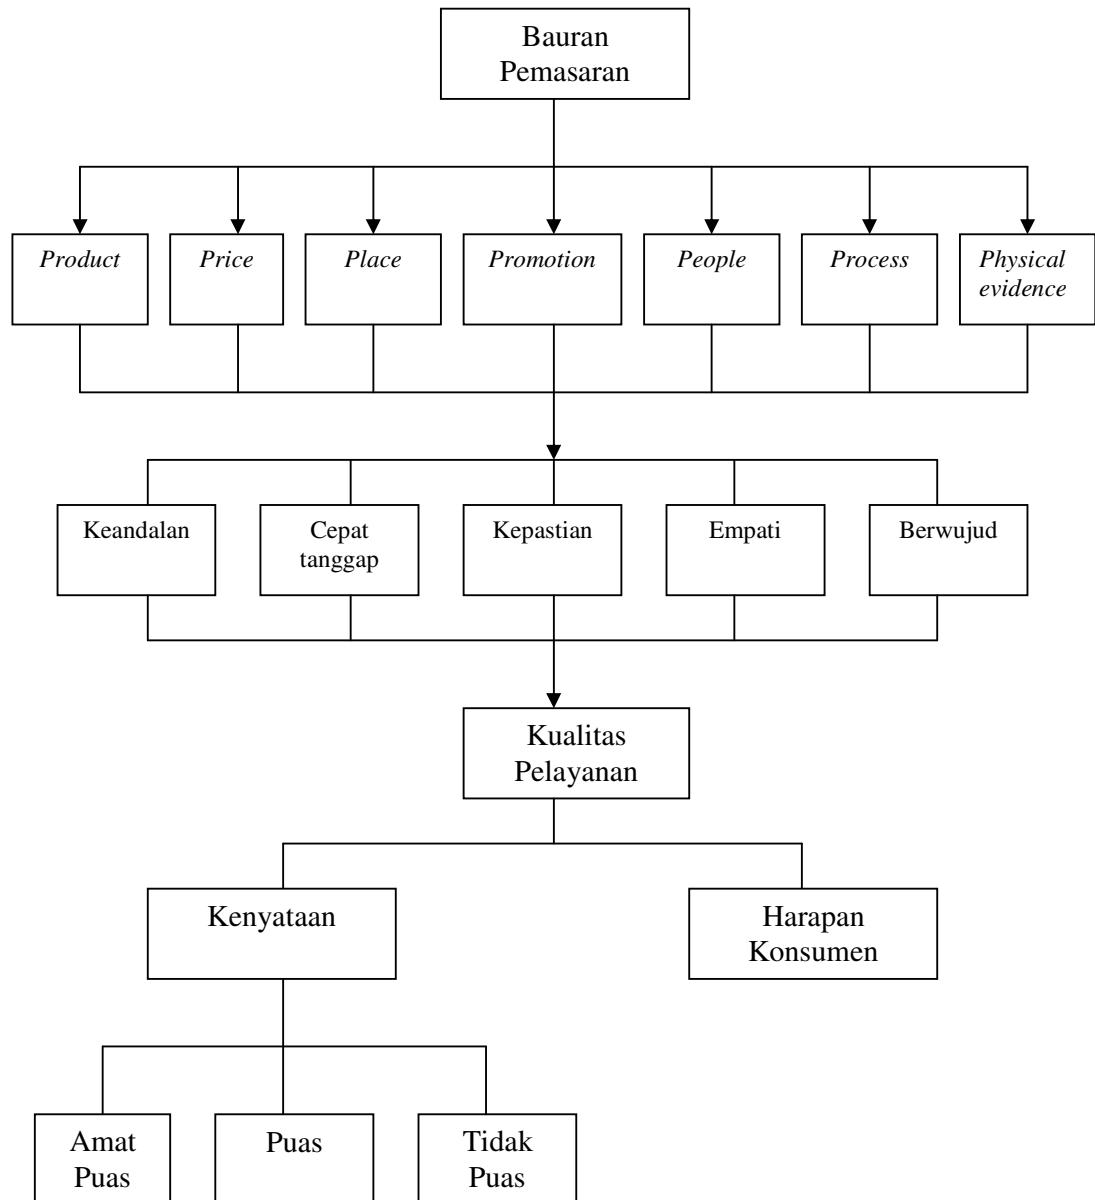 Bauran
Pemasaran
Product
Price
Place
Promotion
People
Process
Physical
evidence
Keandalan
Cepat
tanggap
Kepastian
Empati
Berwujud
Kualitas
Pelayanan
Kenyataan
Harapan
Konsumen
Amat
Puas
Puas
Tidak
Puas